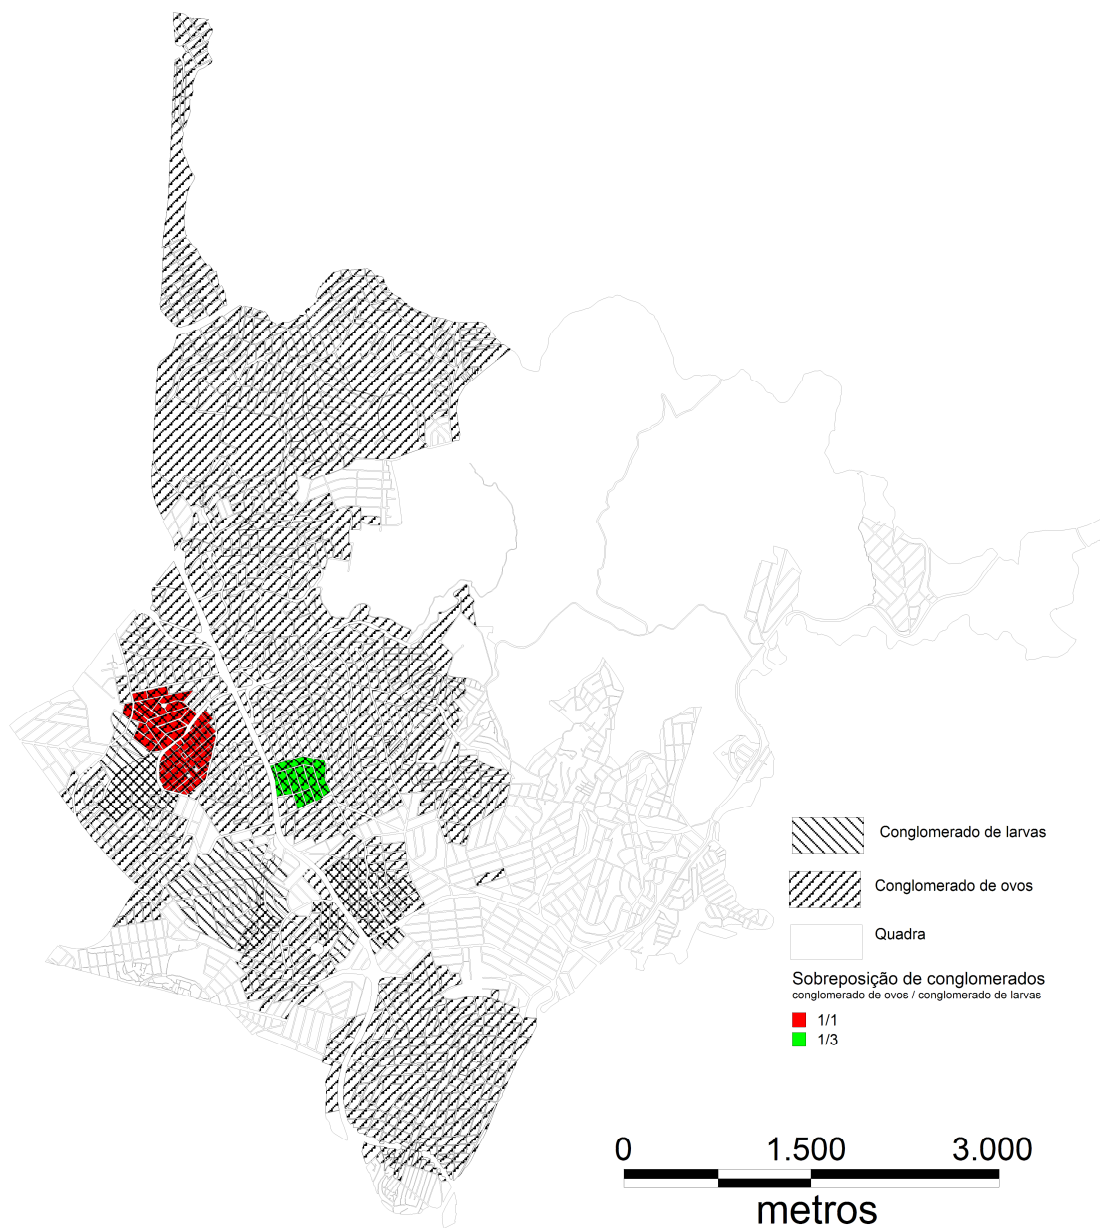 Conglomerado de larvas
Conglomerado de ovos
Quadra
Sobreposição de conglomerados
conglomerado de ovos / conglomerado de larvas
1/1
1/3
0 1.500 3.000
metros